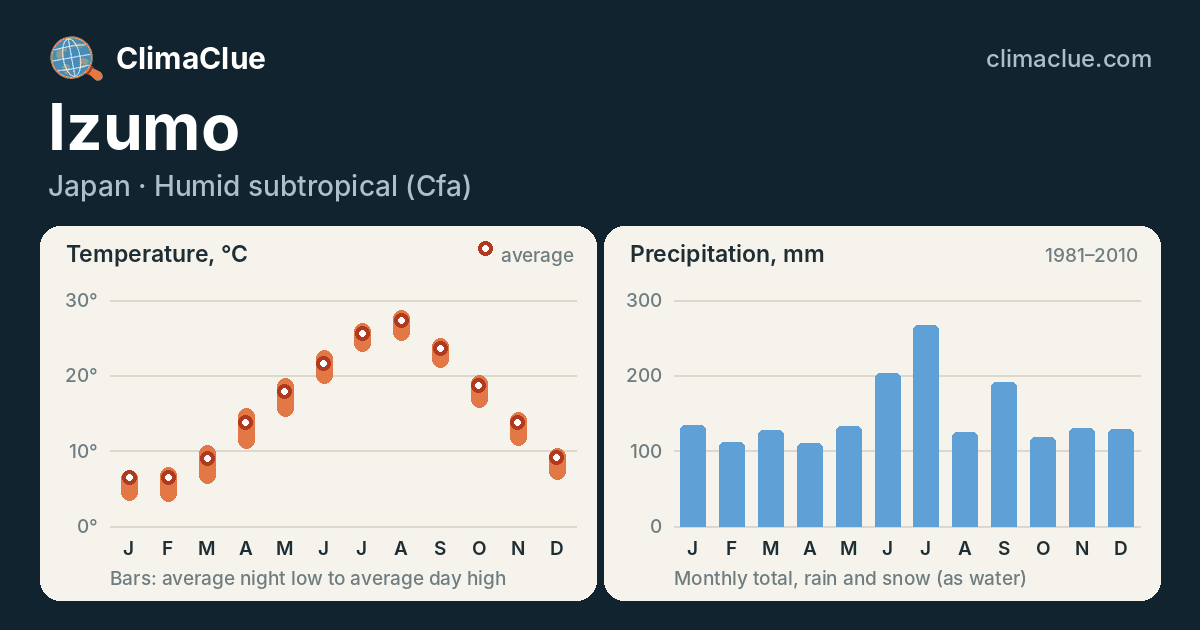 ClimaClue
climaclue.com
Izumo
Japan · Humid subtropical (Cfa)
Temperature, °C
average
30°
20°
10°
0°
J F M A M J J A S O N D
Bars: average night low to average day high
Precipitation, mm
1981–2010
300
200
100
0
J F M A M J J A S O N D
Monthly total, rain and snow (as water)